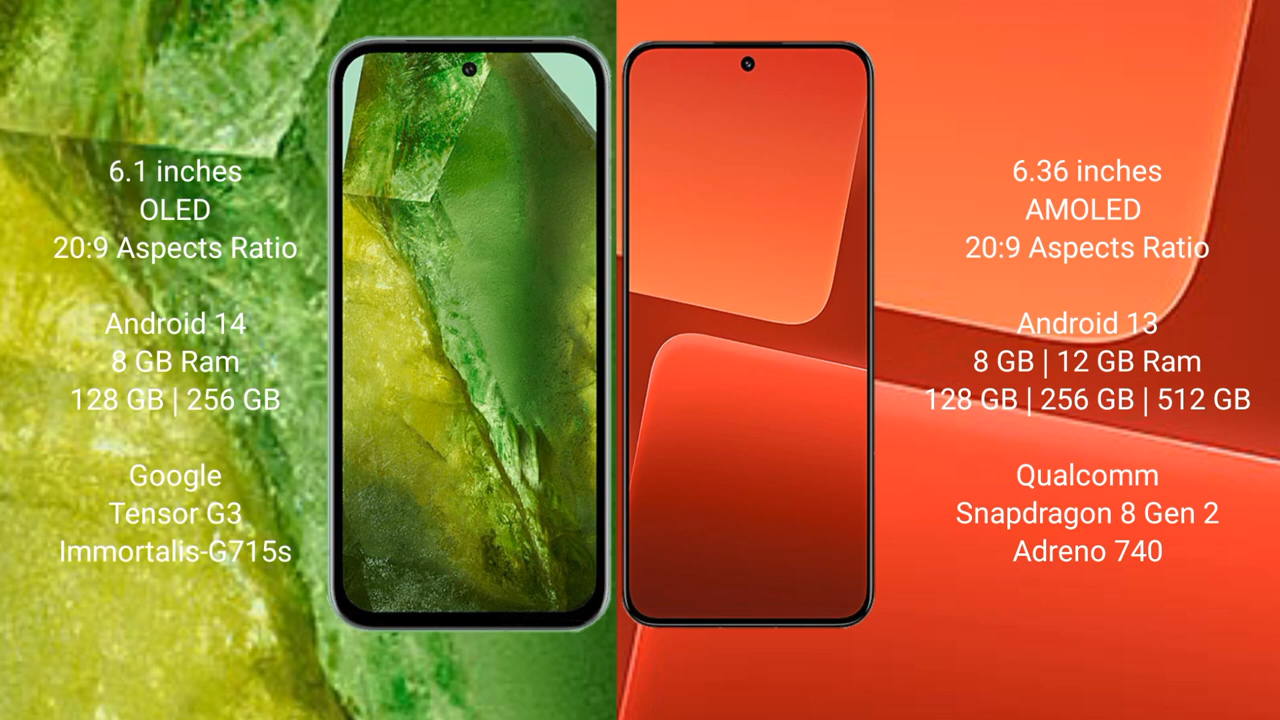 6.1 inches
OLED
20:9 Aspects Ratio
Android 14
8 GB Ram
128 GB | 256 GB
Google
Tensor G3
Immortalis-G715s
6.36 inches
AMOLED
20:9 Aspects Ratio
Android 13
8 GB | 12 GB Ram
128 GB | 256 GB | 512 GB
Qualcomm
Snapdragon 8 Gen 2
Adreno 740